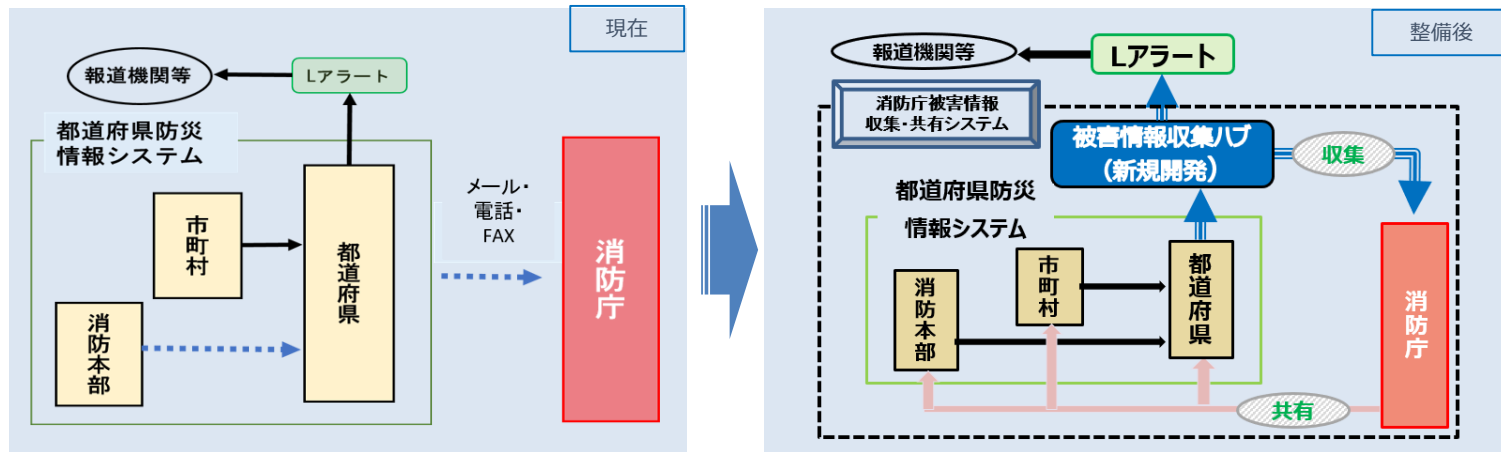 現在
報道機関等
Lアラート
都道府県防災
情報システム
市町村
都道府県
消防本部
メール・
電話・
FAX
消防庁
整備後
報道機関等
Lアラート
消防庁被害情報
収集・共有システム
被害情報収集ハブ
（新規開発）
収集
都道府県防災
情報システム
消防本部
市町村
都道府県
消防庁
共有